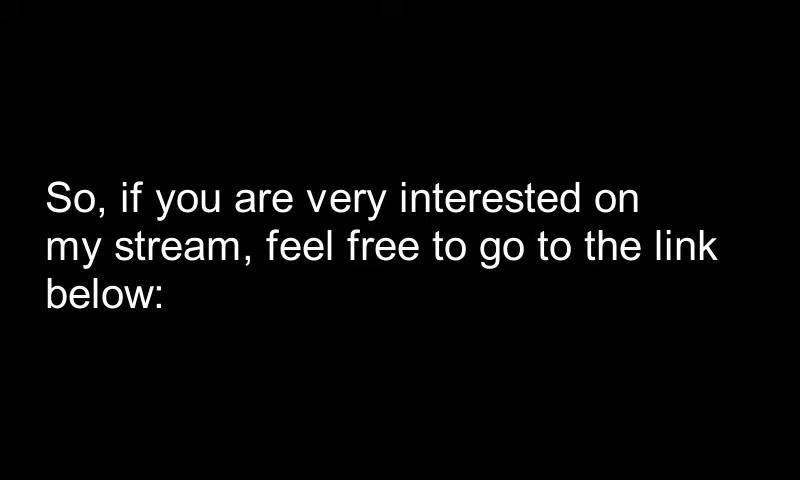 So, if you are very interested on
my stream, feel free to go to the link
below: